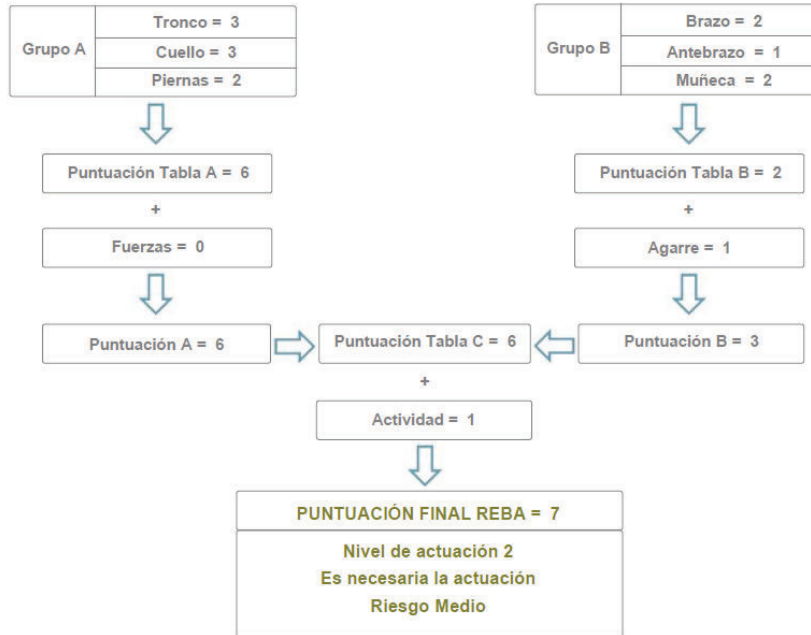 Grupo A
Tronco = 3
Cuello = 3
Piernas = 2
Grupo B
Brazo = 2
Antebrazo = 1
Muñeca = 2
Puntuación Tabla A = 6
Puntuación Tabla B = 2
+
+
Fuerzas = 0
Agarre = 1
Puntuación A = 6
Puntuación Tabla C = 6
Puntuación B = 3
+
Actividad = 1
PUNTUACIÓN FINAL REBA = 7
Nivel de actuación 2
Es necesaria la actuación
Riesgo Medio